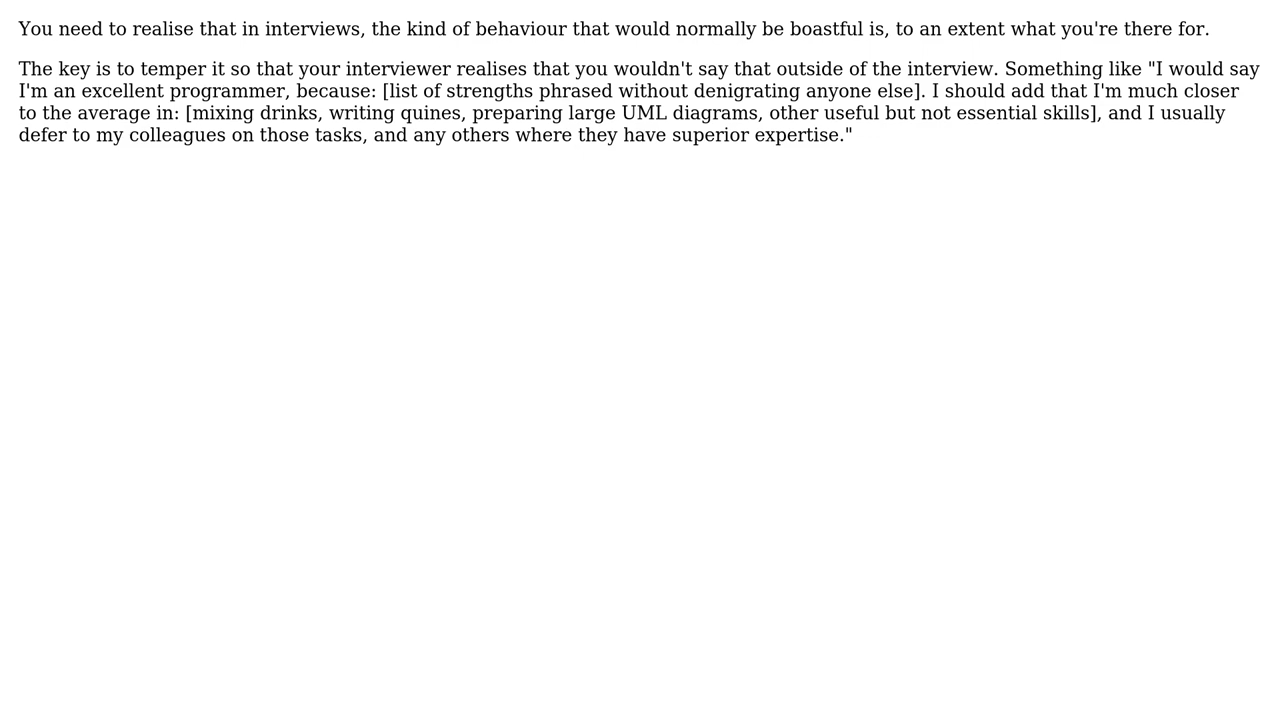 You need to realise that in interviews, the kind of behaviour that would normally be boastful is, to an extent what you're there for.
The key is to temper it so that your interviewer realises that you wouldn't say that outside of the interview. Something like "I would say
I'm an excellent programmer, because: [list of strengths phrased without denigrating anyone else]. I should add that I'm much closer
to the average in: [mixing drinks, writing quines, preparing large UML diagrams, other useful but not essential skills], and I usually
defer to my colleagues on those tasks, and any others where they have superior expertise."